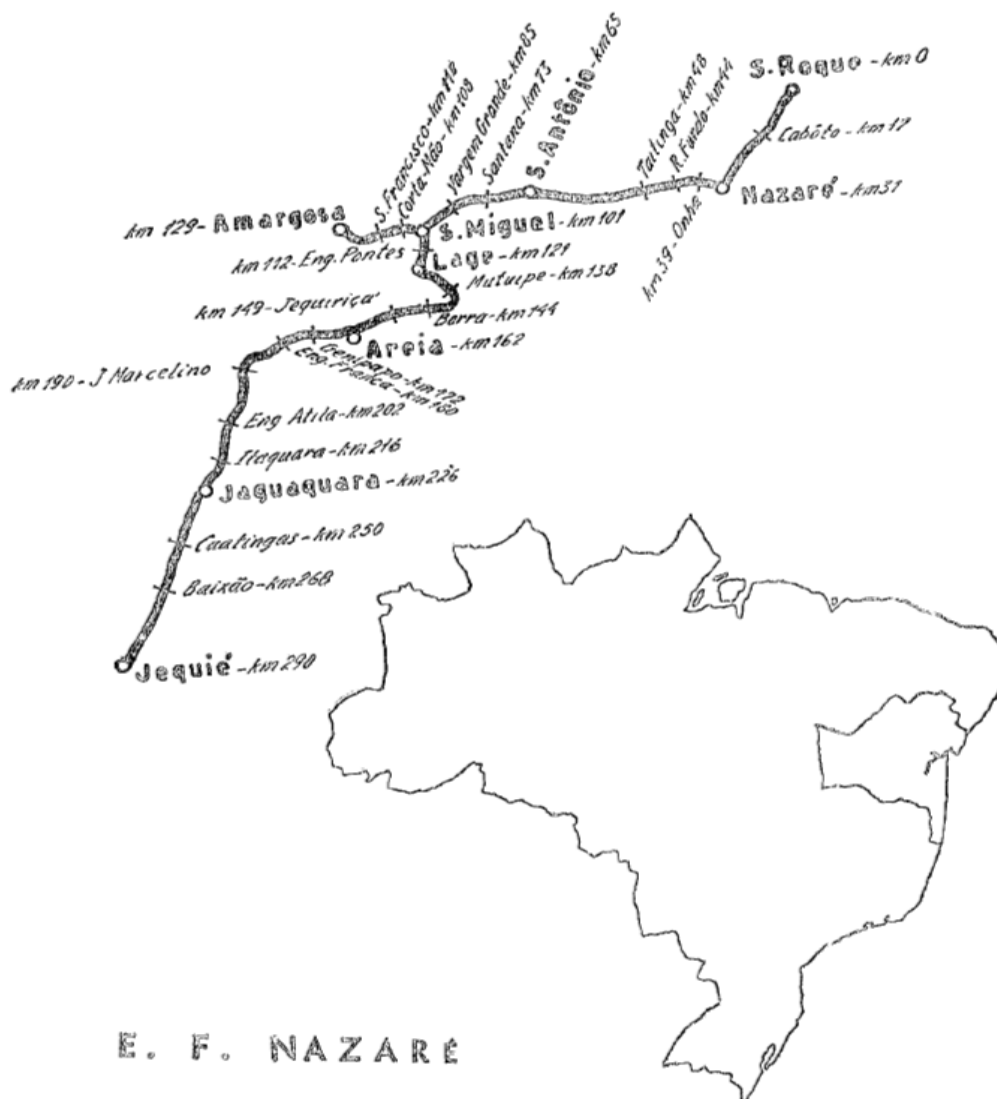 S. Roque - km 0
Cabôto - km 17
Nazaré - km 31
km 39 - Onha
R. Fundo - km 44
Taitinga - km 48
S. Antônio - km 65
Santana - km 73
Vargem Grande - km 85
S. Miguel - km 101
Corta-Mão - km 109
S. Francisco - km 118
km 129 - Amargosa
km 112 - Eng. Pontes
Lage - km 121
Mutuipe - km 138
Barra - km 144
km 149 - Jequiriçá
Areia - km 162
Genipapo - km 172
Eng. Franca - km 180
km 190 - J Marcelino
Eng Atila - km 202
Itaquara - km 216
Jaguaquara - km 226
Caatingas - km 250
Baixão - km 268
Jequié - km 290
E. F. NAZARÉ